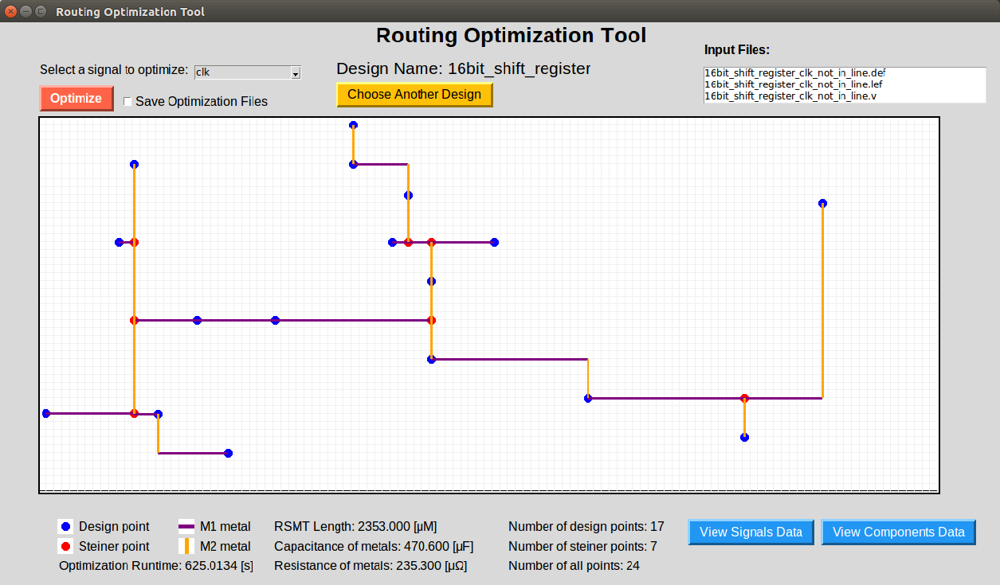 Routing Optimization Tool
Routing Optimization Tool
Select a signal to optimize: clk
Optimize
Save Optimization Files
Design Name: 16bit_shift_register
Choose Another Design
Input Files:
16bit_shift_register_clk_not_in_line.def
16bit_shift_register_clk_not_in_line.lef
16bit_shift_register_clk_not_in_line.v
Design point
Steiner point
Optimization Runtime: 625.0134 [s]
M1 metal
M2 metal
RSMT Length: 2353.000 [µM]
Capacitance of metals: 470.600 [µF]
Resistance of metals: 235.300 [µΩ]
Number of design points: 17
Number of steiner points: 7
Number of all points: 24
View Signals Data
View Components Data